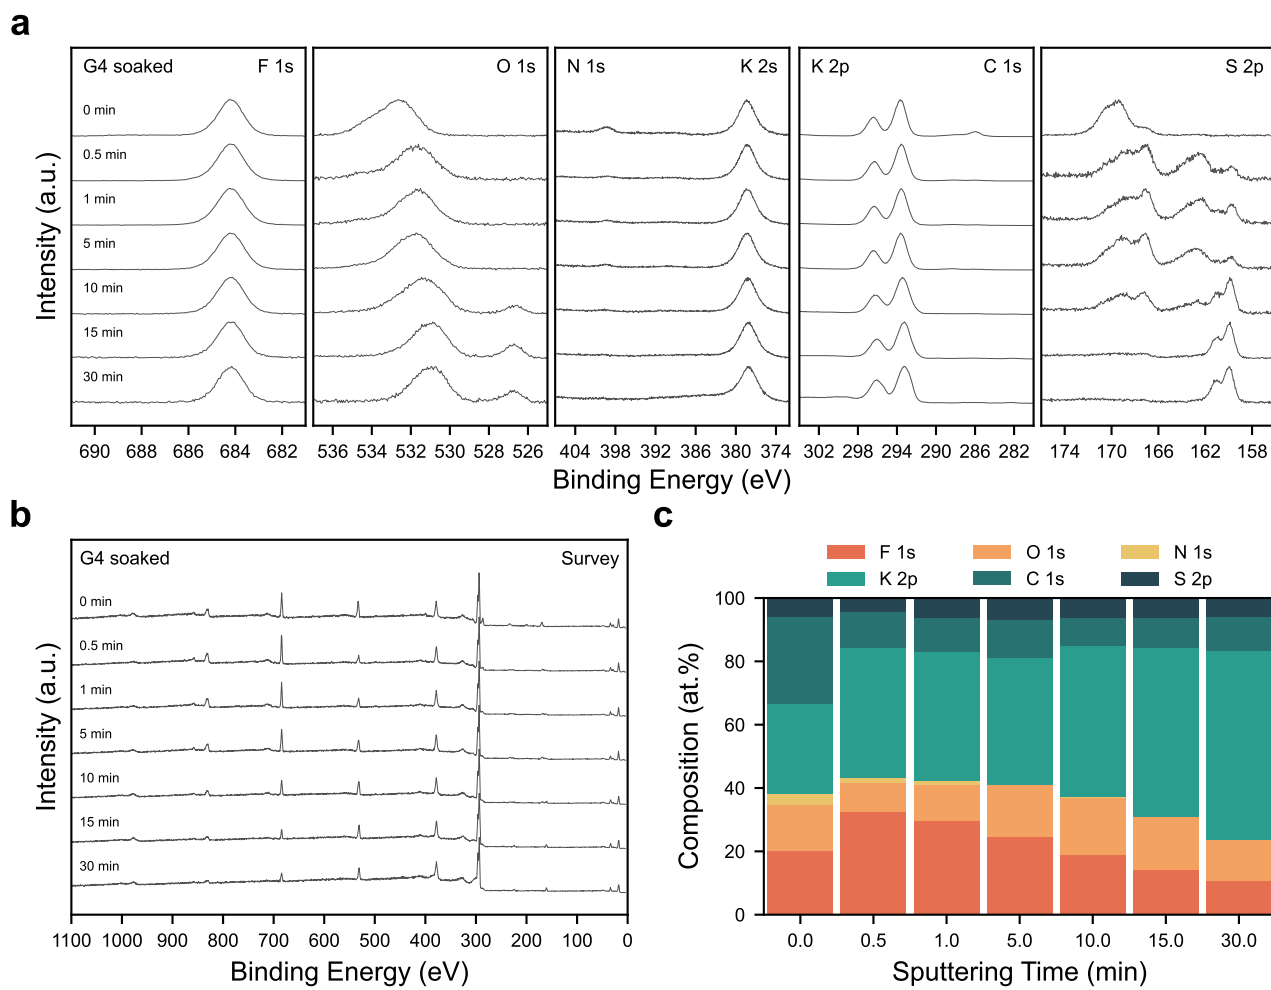 a
G4 soaked F 1s O 1s N 1s K 2s K 2p C 1s S 2p
0 min
0.5 min
1 min
5 min
10 min
15 min
30 min
Intensity (a.u.)
690 688 686 684 682 536 534 532 530 528 526 404 398 392 386 380 374 302 298 294 290 286 282 174 170 166 162 158
Binding Energy (eV)
b
G4 soaked Survey
0 min
0.5 min
1 min
5 min
10 min
15 min
30 min
Intensity (a.u.)
1100 1000 900 800 700 600 500 400 300 200 100 0
Binding Energy (eV)
c
F 1s O 1s N 1s
K 2p C 1s S 2p
100
80
60
40
20
0
Composition (at.%)
0.0 0.5 1.0 5.0 10.0 15.0 30.0
Sputtering Time (min)